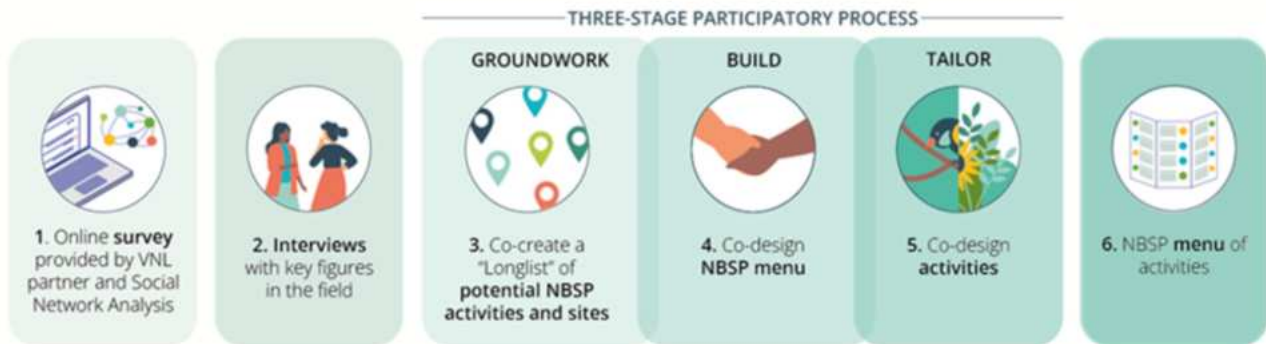 THREE-STAGE PARTICIPATORY PROCESS
GROUNDWORK
BUILD
TAILOR
1. Online survey
provided by VNL
partner and Social
Network Analysis
2. Interviews
with key figures
in the field
3. Co-create a
"Longlist" of
potential NBSP
activities and sites
4. Co-design
NBSP menu
5. Co-design
activities
6. NBSP menu of
activities